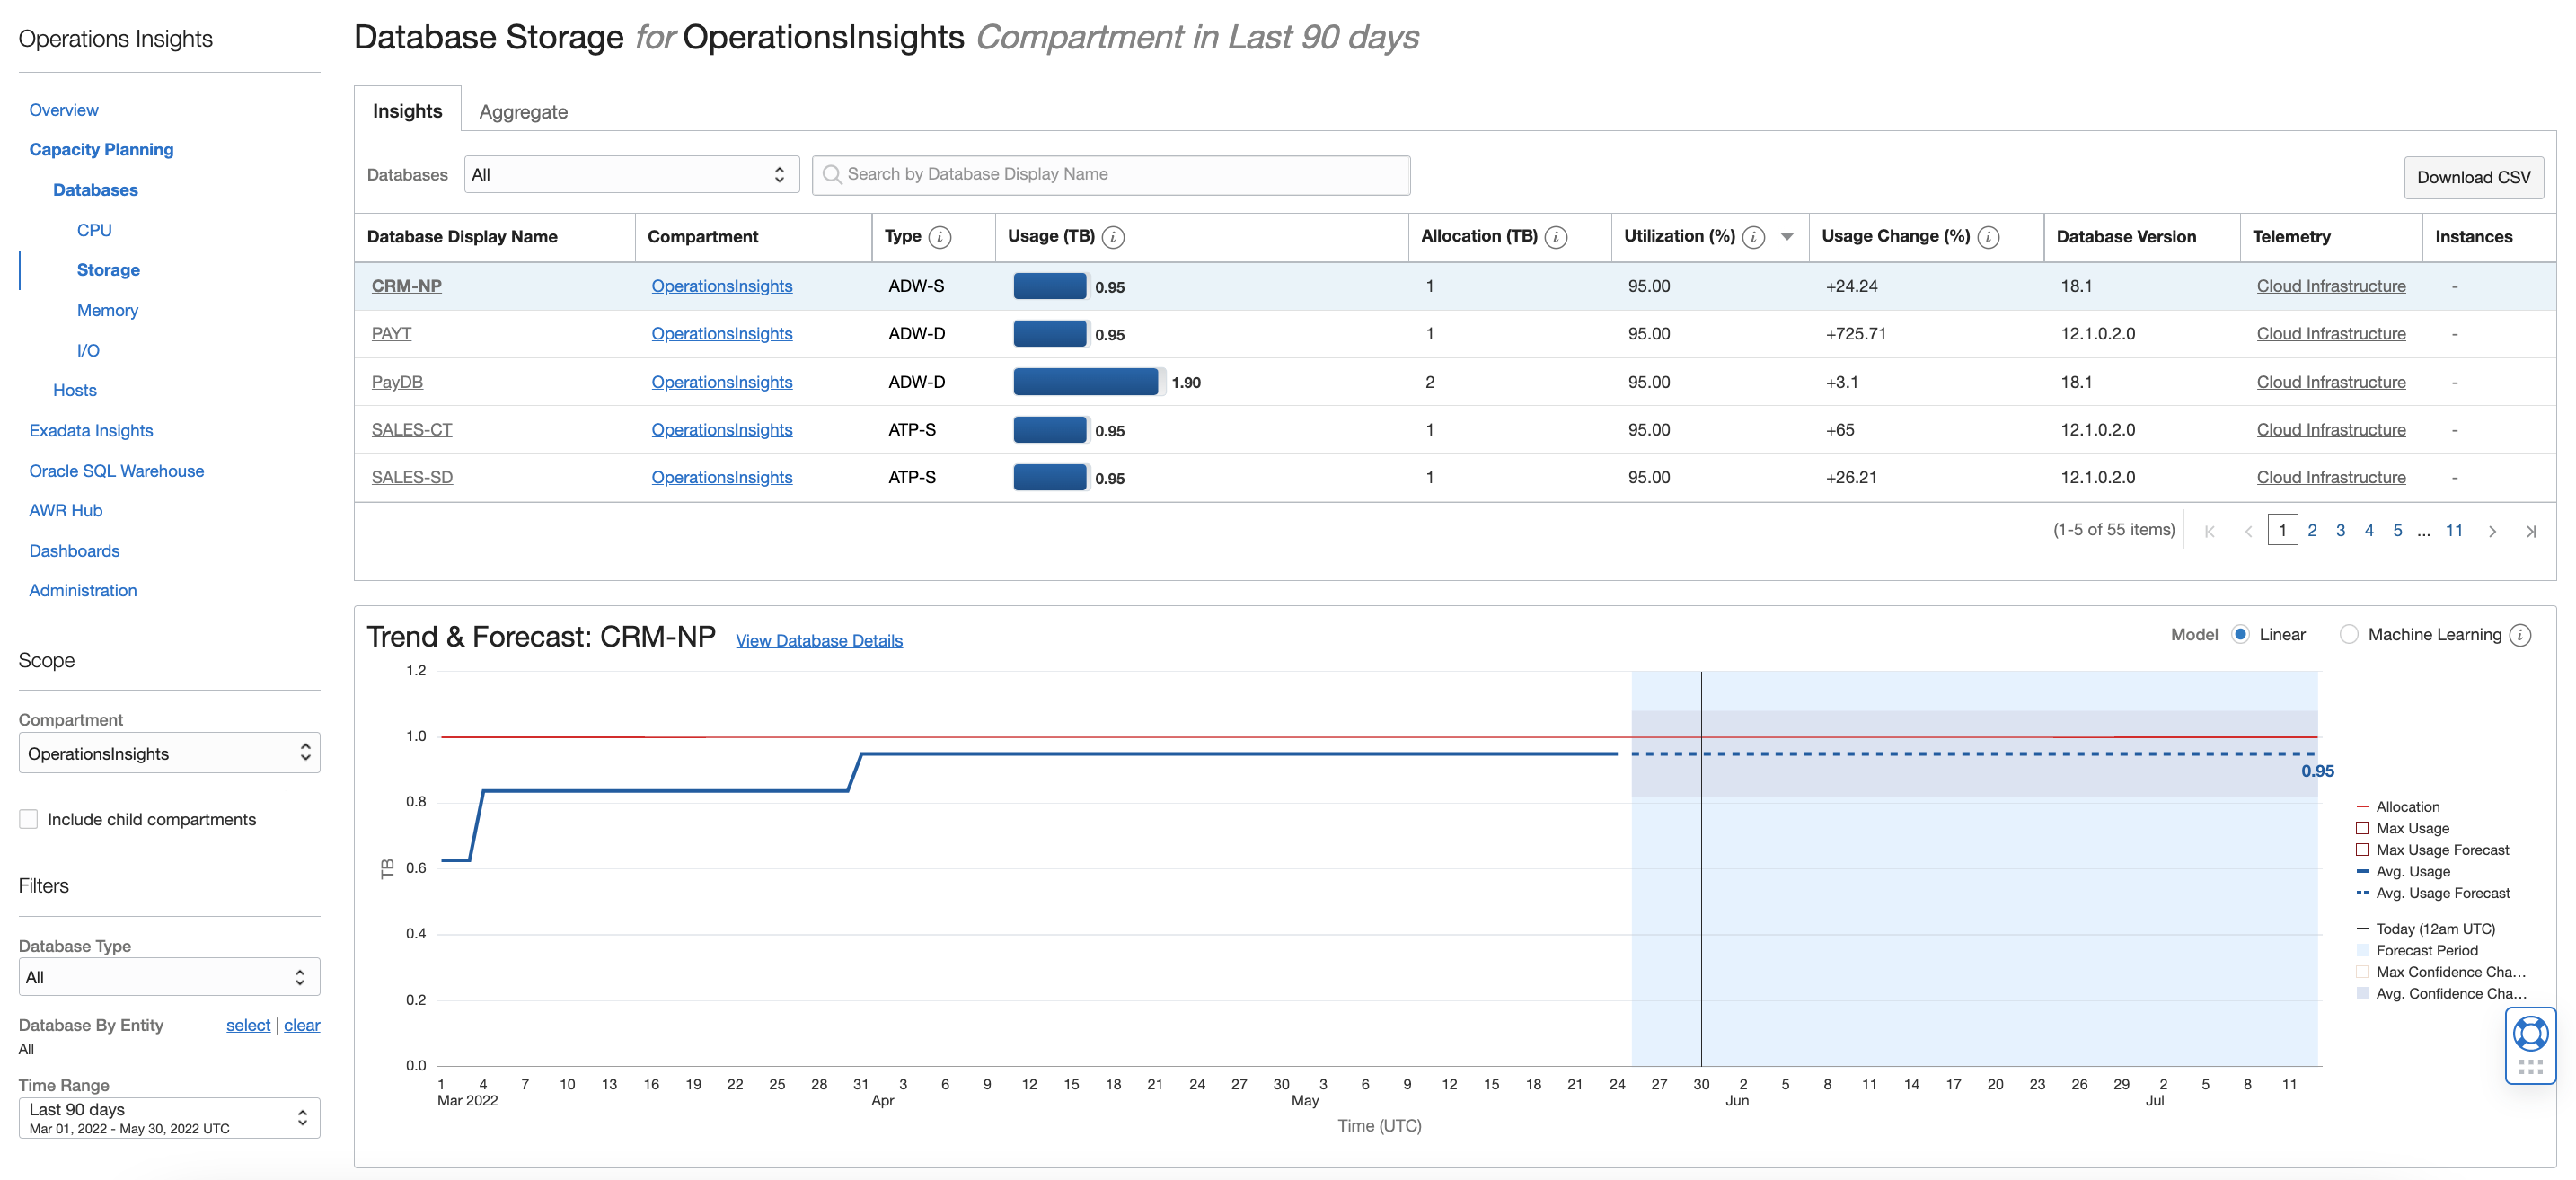 Operations Insights
Overview
Capacity Planning
Databases
CPU
Storage
Memory
I/O
Hosts
Exadata Insights
Oracle SQL Warehouse
AWR Hub
Dashboards
Administration
Scope
Compartment
OperationsInsights
Include child compartments
Filters
Database Type
All
Database By Entity select | clear
All
Time Range
Last 90 days
Mar 01, 2022 - May 30, 2022 UTC
Database Storage for OperationsInsights Compartment in Last 90 days
Insights Aggregate
Databases All Search by Database Display Name Download CSV
Database Display Name Compartment Type i Usage (TB) i Allocation (TB) i Utilization (%) i Usage Change (%) i Database Version Telemetry Instances
CRM-NP OperationsInsights ADW-S 0.95 1 95.00 +24.24 18.1 Cloud Infrastructure -
PAYT OperationsInsights ADW-D 0.95 1 95.00 +725.71 12.1.0.2.0 Cloud Infrastructure -
PayDB OperationsInsights ADW-D 1.90 2 95.00 +3.1 18.1 Cloud Infrastructure -
SALES-CT OperationsInsights ATP-S 0.95 1 95.00 +65 12.1.0.2.0 Cloud Infrastructure -
SALES-SD OperationsInsights ATP-S 0.95 1 95.00 +26.21 12.1.0.2.0 Cloud Infrastructure -
(1-5 of 55 items) 1 2 3 4 5 ... 11
Trend & Forecast: CRM-NP View Database Details Model Linear Machine Learning i
1.2
1.0
0.8
0.6
0.4
0.2
0.0
TB
0.95
1 4 7 10 13 16 19 22 25 28 31 3 6 9 12 15 18 21 24 27 30 3 6 9 12 15 18 21 24 27 30 2 5 8 11 14 17 20 23 26 29 2 5 8 11
Mar 2022 Apr May Jun Jul
Time (UTC)
Allocation
Max Usage
Max Usage Forecast
Avg. Usage
Avg. Usage Forecast
Today (12am UTC)
Forecast Period
Max Confidence Cha...
Avg. Confidence Cha...